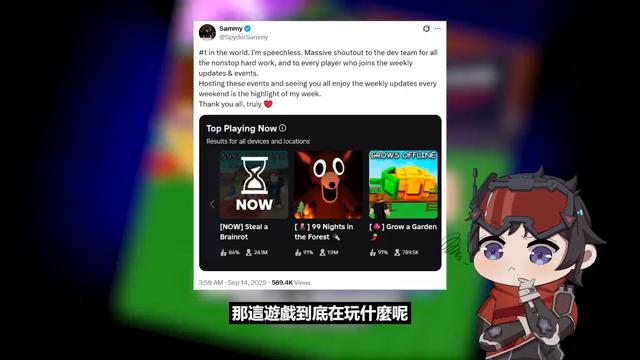 Sammy
@SpyderSammy
#1 in the world. I'm speechless. Massive shoutout to the dev team for all
the nonstop hard work, and to every player who joins the weekly
updates & events.
Hosting these events and seeing you all enjoy the weekly updates every
weekend is the highlight of my week.
Thank you all, truly ❤️
Top Playing Now
Results for all devices and locations
NOW
GROWS OFFLINE
[NOW] Steal a
Brainrot
86% 24.1M
[🎩] 99 Nights in
the Forest 🔦
91% 1.9M
[🍎] Grow a Garden
🌶️
91% 789.5K
3:59 AM · Sep 14, 2025 · 569.4K Views
那這遊戲到底在玩什麼呢